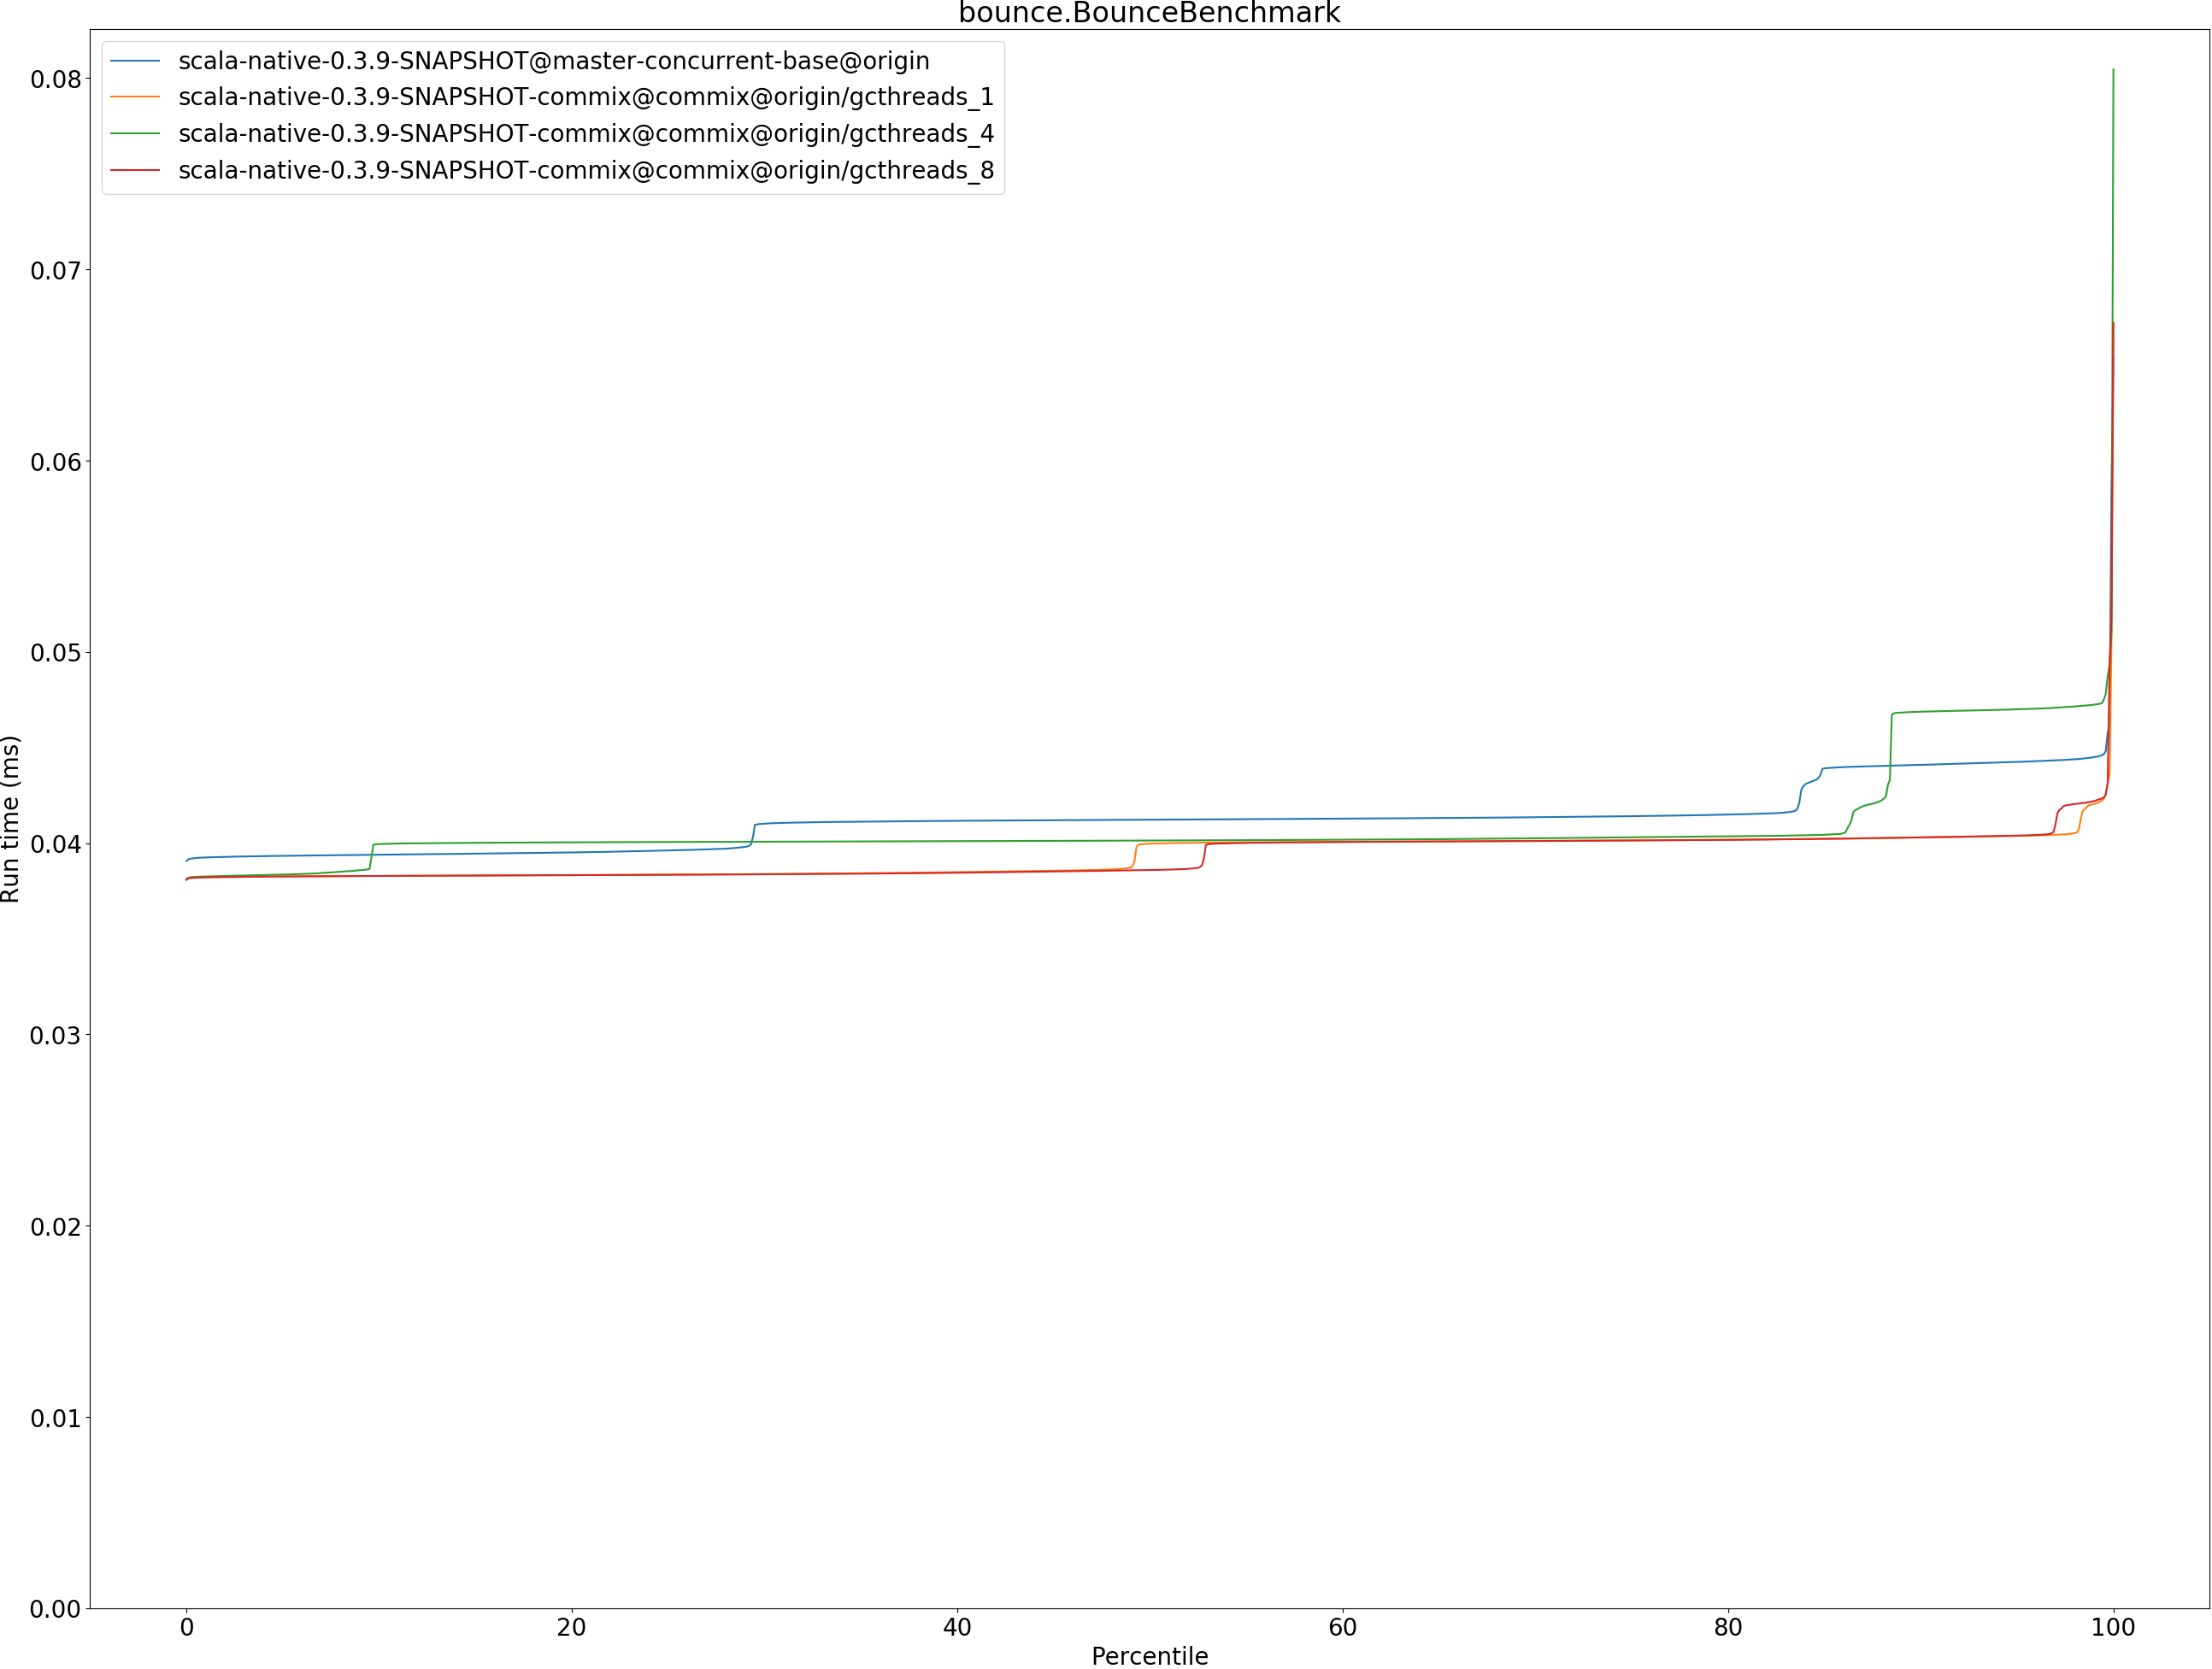 bounce.BounceBenchmark
scala-native-0.3.9-SNAPSHOT@master-concurrent-base@origin
scala-native-0.3.9-SNAPSHOT-commix@commix@origin/gcthreads_1
scala-native-0.3.9-SNAPSHOT-commix@commix@origin/gcthreads_4
scala-native-0.3.9-SNAPSHOT-commix@commix@origin/gcthreads_8
0.08
0.07
0.06
0.05
0.04
0.03
0.02
0.01
0.00
Run time (ms)
0 20 40 60 80 100
Percentile